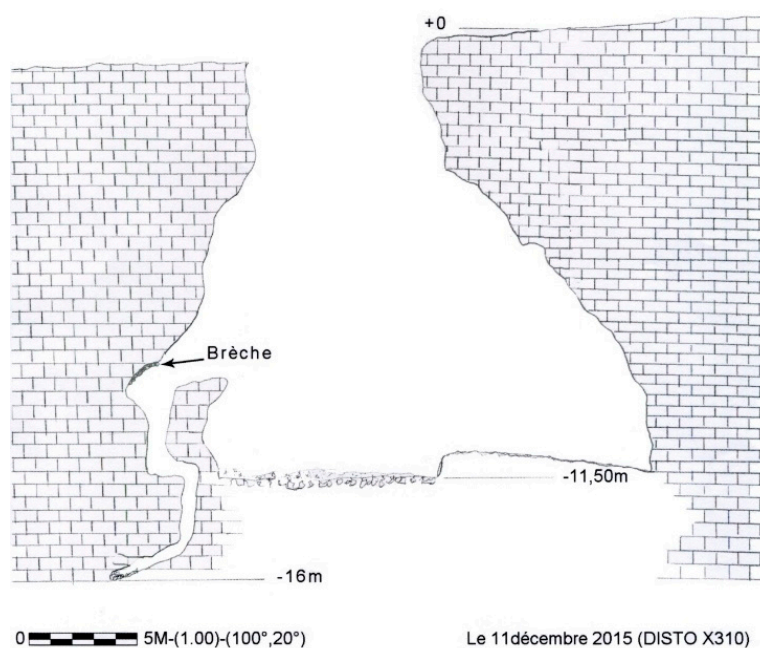 +0
Brèche
-11,50m
-16m
0 5M-(1.00)-(100°,20°)
Le 11décembre 2015 (DISTO X310)